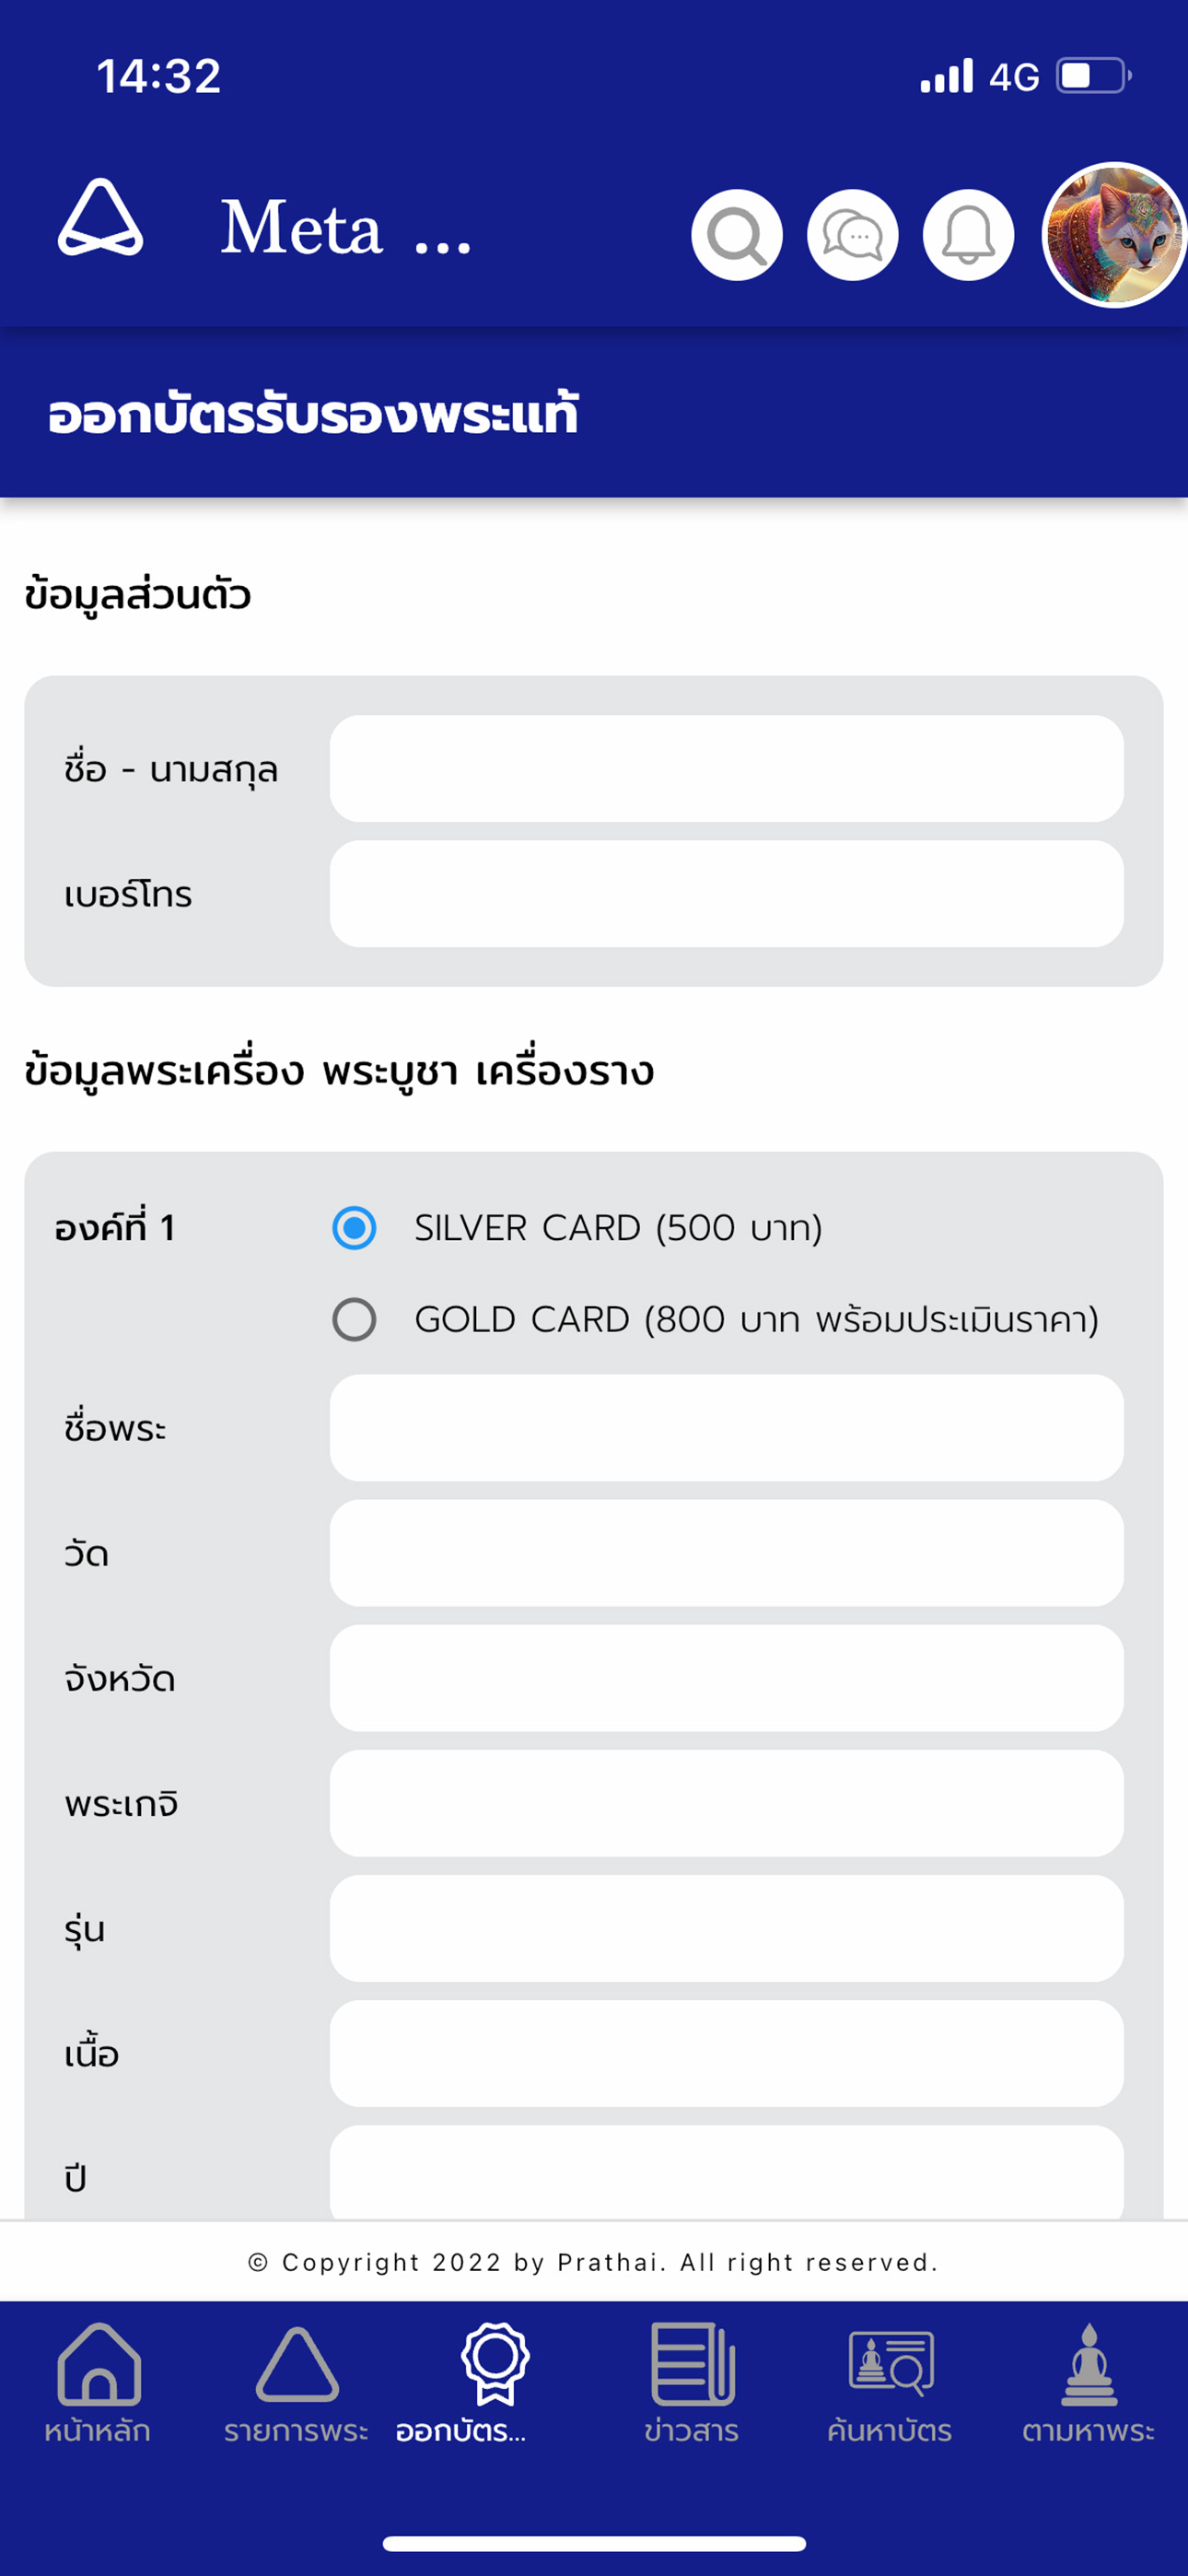 14:32
4G
Meta ...
ออกบัตรรับรองพระแท้
ข้อมูลส่วนตัว
ชื่อ - นามสกุล
เบอร์โทร
ข้อมูลพระเครื่อง พระบูชา เครื่องราง
องค์ที่ 1
SILVER CARD (500 บาท)
GOLD CARD (800 บาท พร้อมประเมินราคา)
ชื่อพระ
วัด
จังหวัด
พระเกจิ
รุ่น
เนื้อ
ปี
© Copyright 2022 by Prathai. All right reserved.
หน้าหลัก รายการพระ ออกบัตร... ข่าวสาร ค้นหาบัตร ตามหาพระ